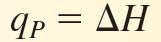 q_P = ΔH